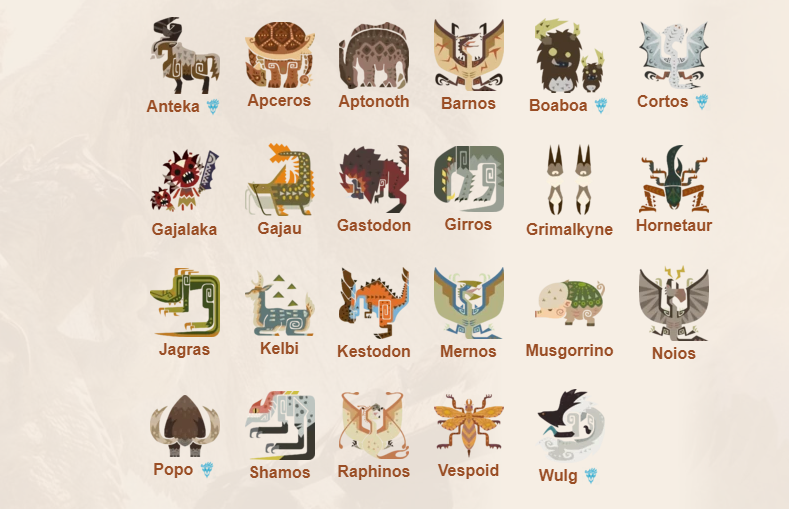 Anteka
Apceros
Aptonoth
Barnos
Boaboa
Cortos
Gajalaka
Gajau
Gastodon
Girros
Grimalkyne
Hornetaur
Jagras
Kelbi
Kestodon
Mernos
Musgorrino
Noios
Popo
Shamos
Raphinos
Vespoid
Wulg